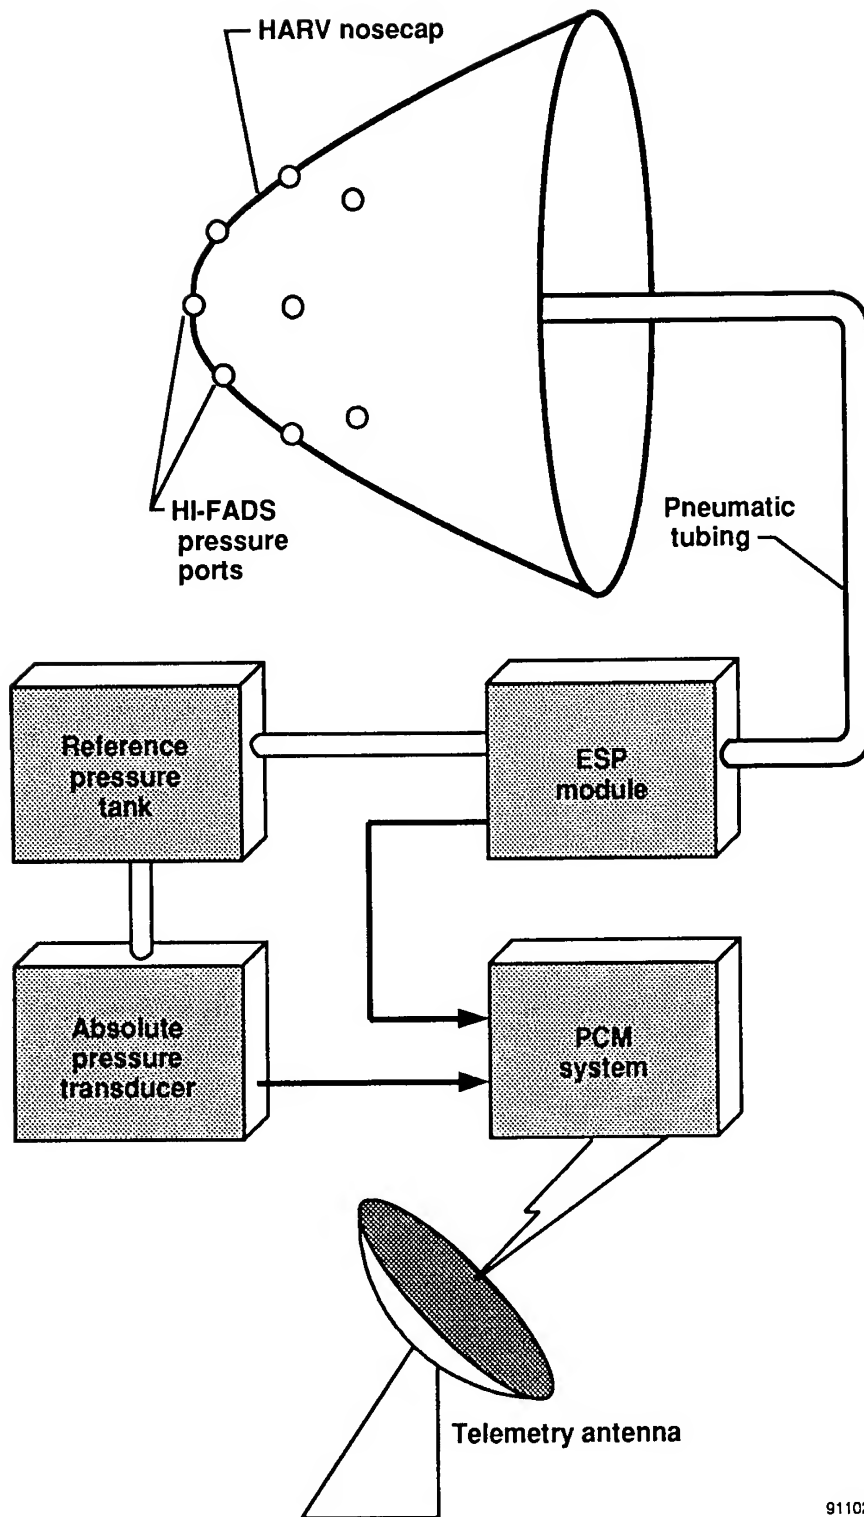 HARV nosecap
HI-FADS
pressure
ports
Pneumatic
tubing
Reference
pressure
tank
ESP
module
Absolute
pressure
transducer
PCM
system
Telemetry antenna
91102